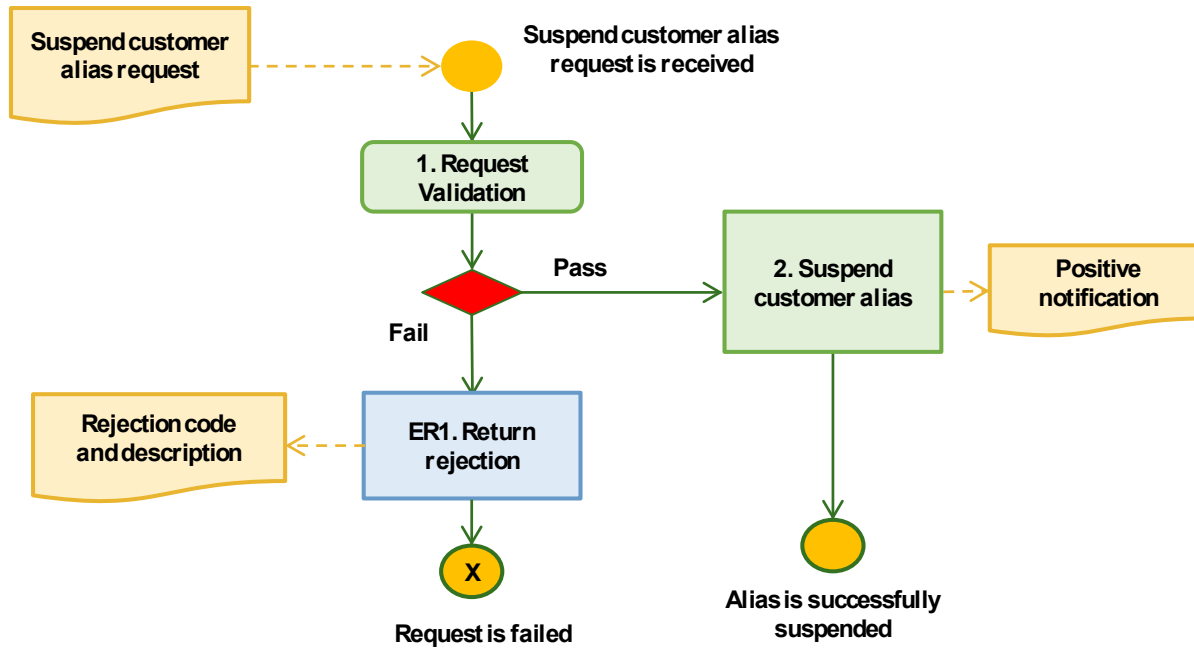 Suspend customer
alias request
Suspend customer alias
request is received
1. Request
Validation
Pass
2. Suspend
customer alias
Positive
notification
Fail
Rejection code
and description
ER1. Return
rejection
X
Request is failed
Alias is successfully
suspended